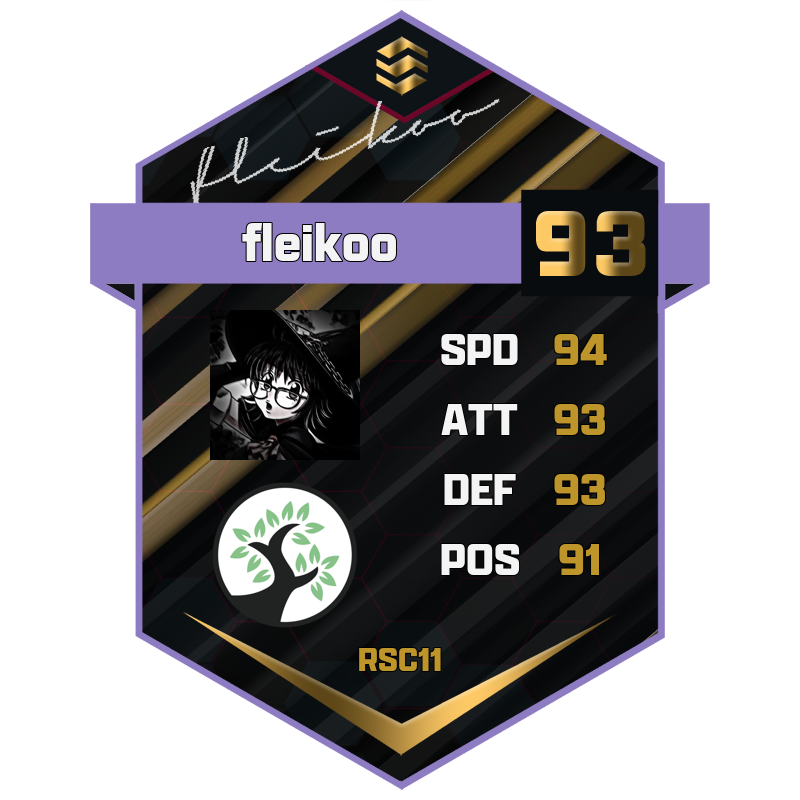 fleikoo
fleikoo 93
SPD 94
ATT 93
DEF 93
POS 91
RSC11